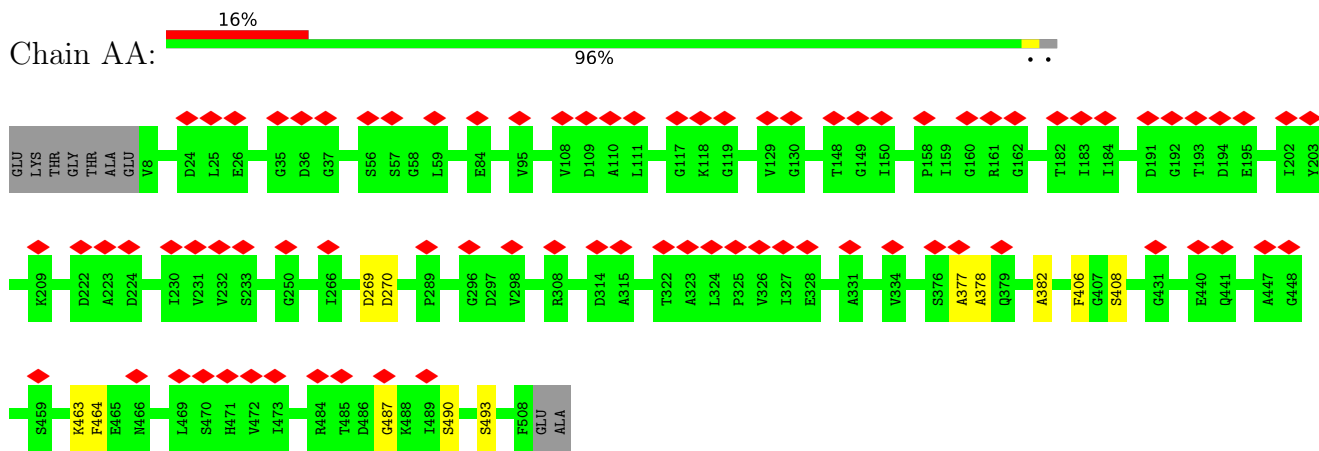 16%
Chain AA:
96%
• •
GLU LYS THR GLY THR ALA GLU V8 D24 L25 E26 G35 D36 G37 S56 S57 G58 L59 E84 V95 V108 D109 A110 L111 G117 K118 G119 V129 G130 T148 G149 I150 P158 I159 G160 R161 G162 T182 I183 I184 D191 G192 T193 D194 E195 I202 Y203
K209 D222 A223 D224 I230 V231 V232 S233 G250 I266 D269 D270 P289 G296 D297 V298 R308 D314 A315 T322 A323 L324 P325 V326 I327 E328 A331 V334 S376 A377 A378 Q379 A382 F406 G407 S408 G431 E440 Q441 A447 G448
S459 K463 F464 E465 N466 L469 S470 H471 V472 I473 R484 T485 D486 G487 K488 I489 S490 S493 F508 GLU ALA